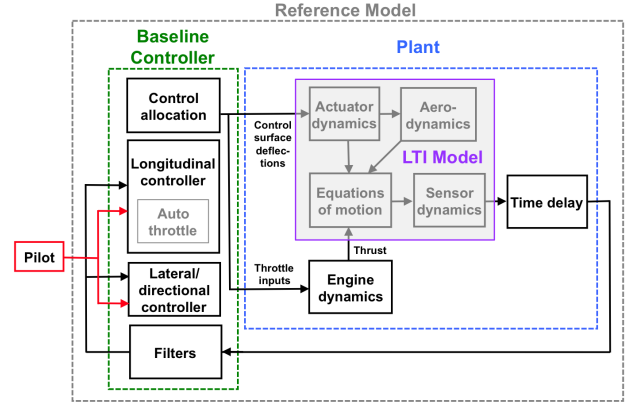 Reference Model
Baseline
Controller
Plant
Control
allocation
Actuator
dynamics
Aero-
dynamics
Control
surface
deflec-
tions
LTI Model
Longitudinal
controller
Auto
throttle
Equations
of motion
Sensor
dynamics
Time delay
Pilot
Thrust
Throttle
inputs
Lateral/
directional
controller
Engine
dynamics
Filters